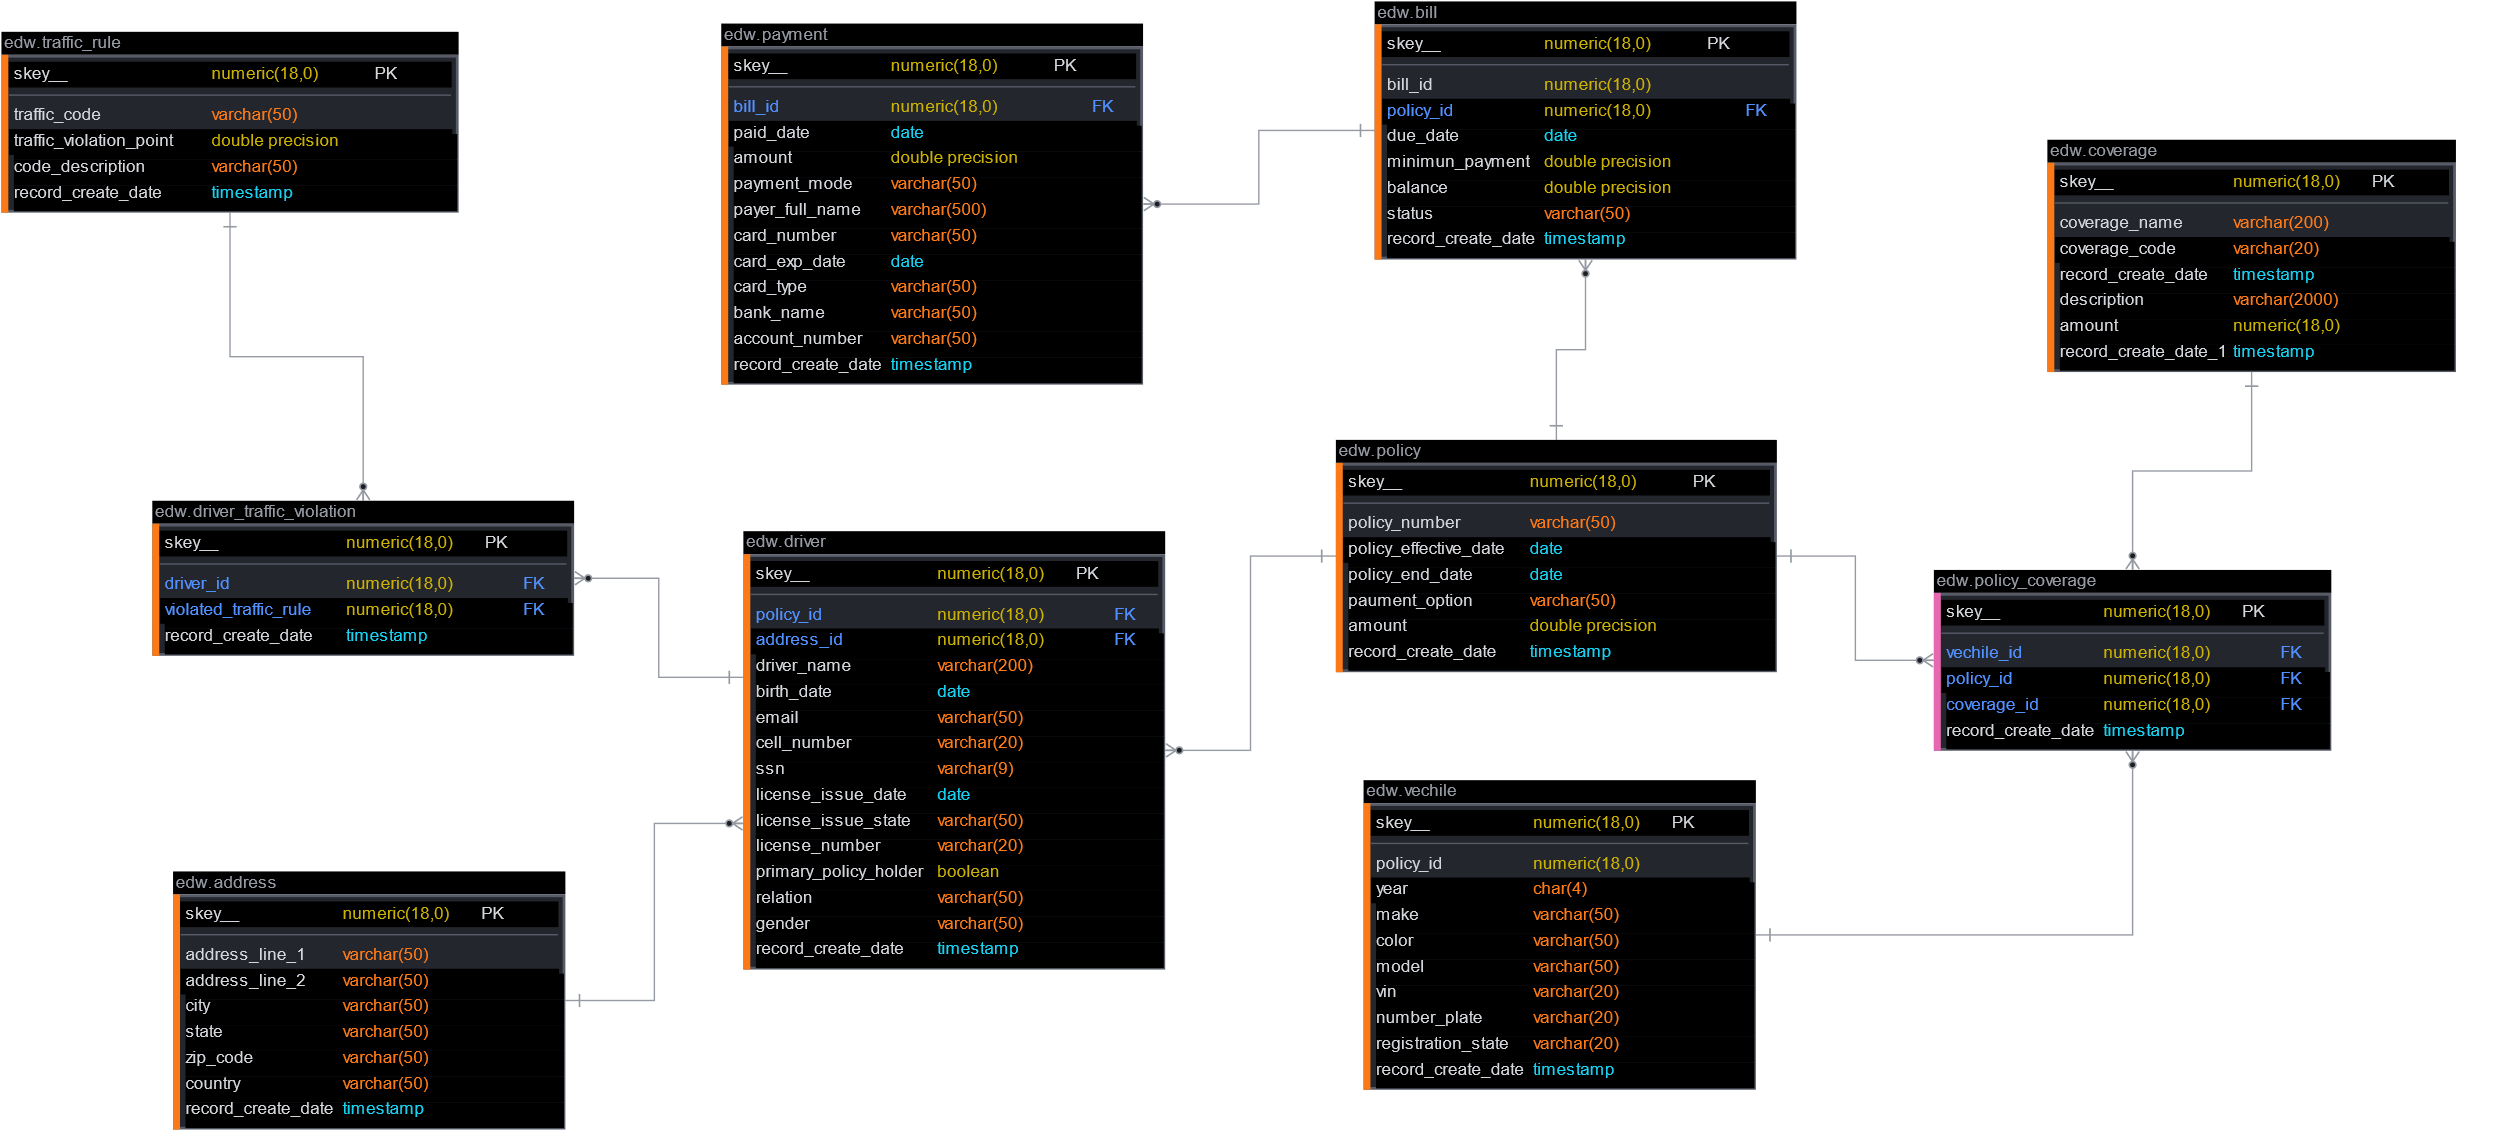 edw.traffic_rule
skey__ numeric(18,0) PK
traffic_code varchar(50)
traffic_violation_point double precision
code_description varchar(50)
record_create_date timestamp
edw.payment
skey__ numeric(18,0) PK
bill_id numeric(18,0) FK
paid_date date
amount double precision
payment_mode varchar(50)
payer_full_name varchar(500)
card_number varchar(50)
card_exp_date date
card_type varchar(50)
bank_name varchar(50)
account_number varchar(50)
record_create_date timestamp
edw.bill
skey__ numeric(18,0) PK
bill_id numeric(18,0)
policy_id numeric(18,0) FK
due_date date
minimun_payment double precision
balance double precision
status varchar(50)
record_create_date timestamp
edw.coverage
skey__ numeric(18,0) PK
coverage_name varchar(200)
coverage_code varchar(20)
record_create_date timestamp
description varchar(2000)
amount numeric(18,0)
record_create_date_1 timestamp
edw.driver_traffic_violation
skey__ numeric(18,0) PK
driver_id numeric(18,0) FK
violated_traffic_rule numeric(18,0) FK
record_create_date timestamp
edw.driver
skey__ numeric(18,0) PK
policy_id numeric(18,0) FK
address_id numeric(18,0) FK
driver_name varchar(200)
birth_date date
email varchar(50)
cell_number varchar(20)
ssn varchar(9)
license_issue_date date
license_issue_state varchar(50)
license_number varchar(20)
primary_policy_holder boolean
relation varchar(50)
gender varchar(50)
record_create_date timestamp
edw.policy
skey__ numeric(18,0) PK
policy_number varchar(50)
policy_effective_date date
policy_end_date date
paument_option varchar(50)
amount double precision
record_create_date timestamp
edw.policy_coverage
skey__ numeric(18,0) PK
vechile_id numeric(18,0) FK
policy_id numeric(18,0) FK
coverage_id numeric(18,0) FK
record_create_date timestamp
edw.address
skey__ numeric(18,0) PK
address_line_1 varchar(50)
address_line_2 varchar(50)
city varchar(50)
state varchar(50)
zip_code varchar(50)
country varchar(50)
record_create_date timestamp
edw.vechile
skey__ numeric(18,0) PK
policy_id numeric(18,0)
year char(4)
make varchar(50)
color varchar(50)
model varchar(50)
vin varchar(20)
number_plate varchar(20)
registration_state varchar(20)
record_create_date timestamp